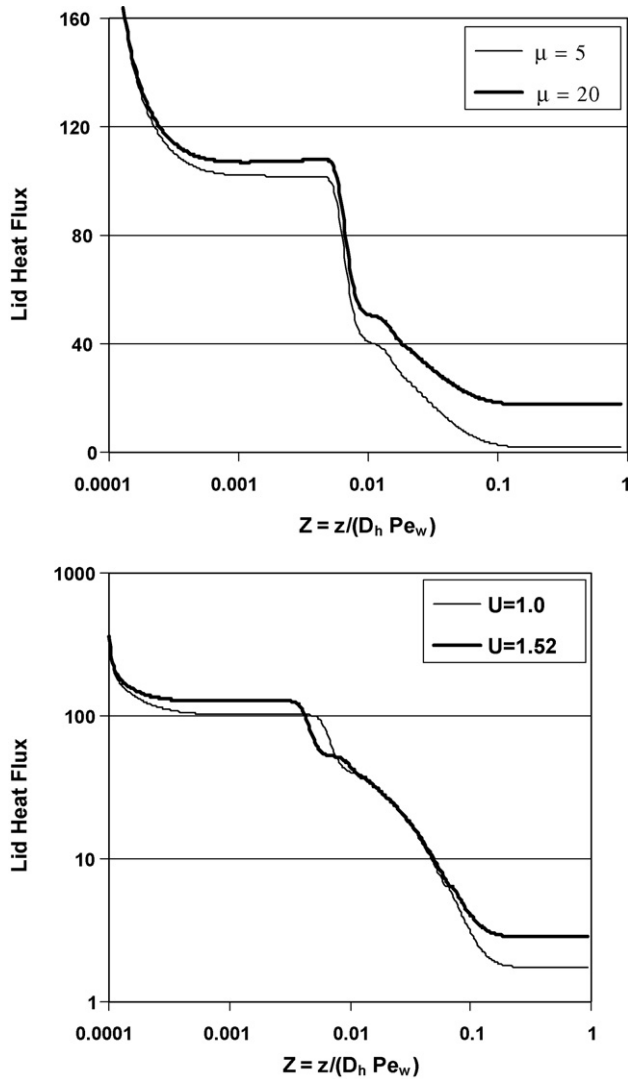 160
120
80
40
0
Lid Heat Flux
μ = 5
μ = 20
0.0001 0.001 0.01 0.1 1
Z = z/(Dₕ Pe_w)
1000
100
10
1
Lid Heat Flux
U=1.0
U=1.52
0.0001 0.001 0.01 0.1 1
Z = z/(Dₕ Pe_w)